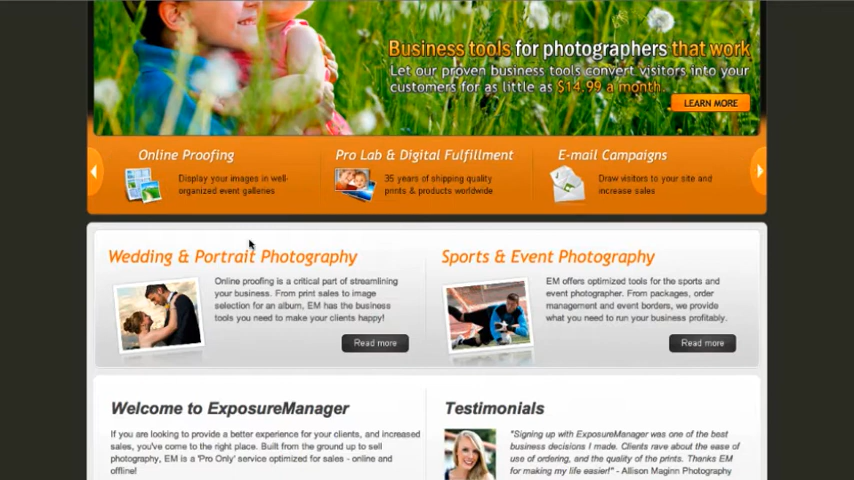 Business tools for photographers that work
Let our proven business tools convert visitors into your
customers for as little as $14.99 a month.
LEARN MORE
Online Proofing
Display your images in well-
organized event galleries
Pro Lab & Digital Fulfillment
35 years of shipping quality
prints & products worldwide
E-mail Campaigns
Draw visitors to your site and
increase sales
Wedding & Portrait Photography
Online proofing is a critical part of streamlining
your business. From print sales to image
selection for an album, EM has the business
tools you need to make your clients happy!
Read more
Sports & Event Photography
EM offers optimized tools for the sports and
event photographer. From packages, order
management and event borders, we provide
what you need to run your business profitably.
Read more
Welcome to ExposureManager
If you are looking to provide a better experience for your clients, and increased
sales, you've come to the right place. Built from the ground up to sell
photography, EM is a 'Pro Only' service optimized for sales - online and
offline!
Testimonials
"Signing up with ExposureManager was one of the best
business decisions I made. Clients rave about the ease
of ordering, and the quality of the prints. Thanks EM
for making my life easier!" - Allison Maginn Photography